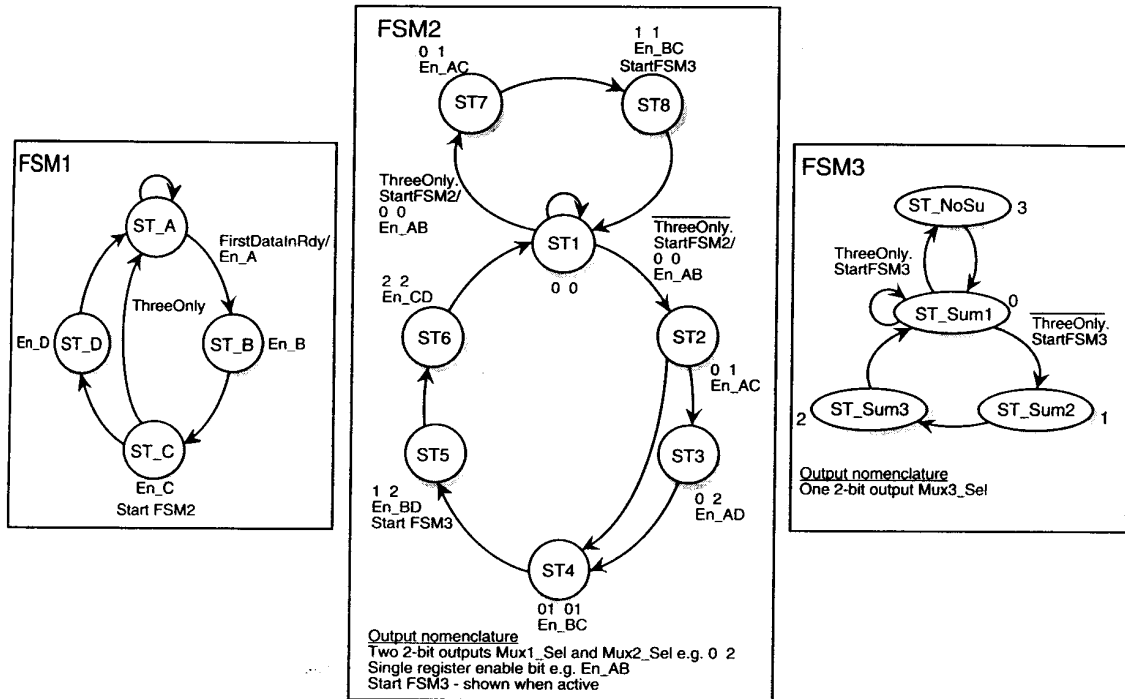 FSM1
ST_A
FirstDataInRdy/
En_A
ThreeOnly
En_D
ST_D
ST_B
En_B
ST_C
En_C
Start FSM2
FSM2
0 1
En_AC
ST7
1 1
En_BC
StartFSM3
ST8
ThreeOnly.
StartFSM2/
0 0
En_AB
ST1
0 0
ThreeOnly.
StartFSM2/
0 0
En_AB
2 2
En_CD
ST6
ST2
0 1
En_AC
ST5
1 2
En_BD
Start FSM3
ST3
0 2
En_AD
ST4
01 01
En_BC
Output nomenclature
Two 2-bit outputs Mux1_Sel and Mux2_Sel e.g. 0 2
Single register enable bit e.g. En_AB
Start FSM3 - shown when active
FSM3
ST_NoSu
3
ThreeOnly.
StartFSM3
ST_Sum1
0
ThreeOnly.
StartFSM3
2
ST_Sum3
ST_Sum2
1
Output nomenclature
One 2-bit output Mux3_Sel